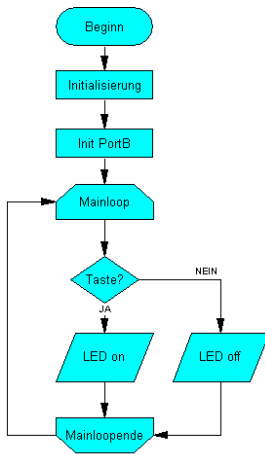 Beginn
Initialisierung
Init PortB
Mainloop
Taste?
NEIN
JA
LED on
LED off
Mainloopende